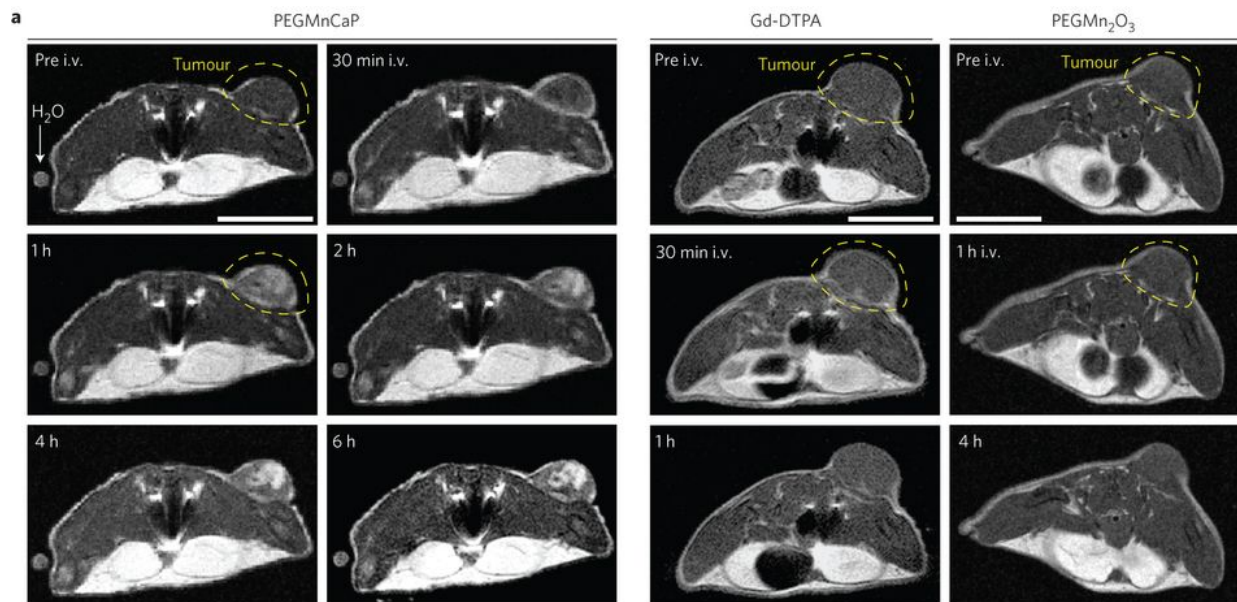 a
PEGMnCaP
Gd-DTPA
PEGMn₂O₃
Pre i.v.
Tumour
H₂O
30 min i.v.
Pre i.v.
Tumour
Pre i.v.
Tumour
1 h
2 h
30 min i.v.
1 h i.v.
4 h
6 h
1 h
4 h